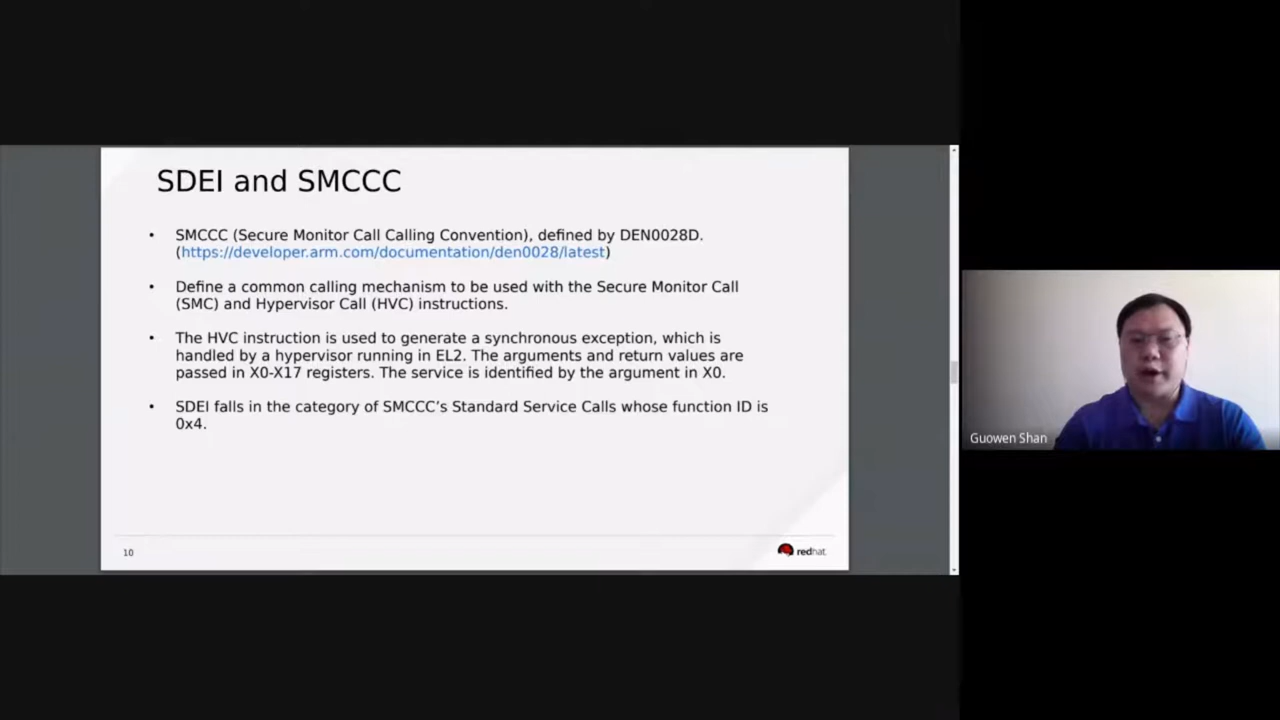 SDEI and SMCCC
• SMCCC (Secure Monitor Call Calling Convention), defined by DEN0028D.
(https://developer.arm.com/documentation/den0028/latest)
• Define a common calling mechanism to be used with the Secure Monitor Call
(SMC) and Hypervisor Call (HVC) instructions.
• The HVC instruction is used to generate a synchronous exception, which is
handled by a hypervisor running in EL2. The arguments and return values are
passed in X0-X17 registers. The service is identified by the argument in X0.
• SDEI falls in the category of SMCCC’s Standard Service Calls whose function ID is
0x4.
10
redhat
Guowen Shan